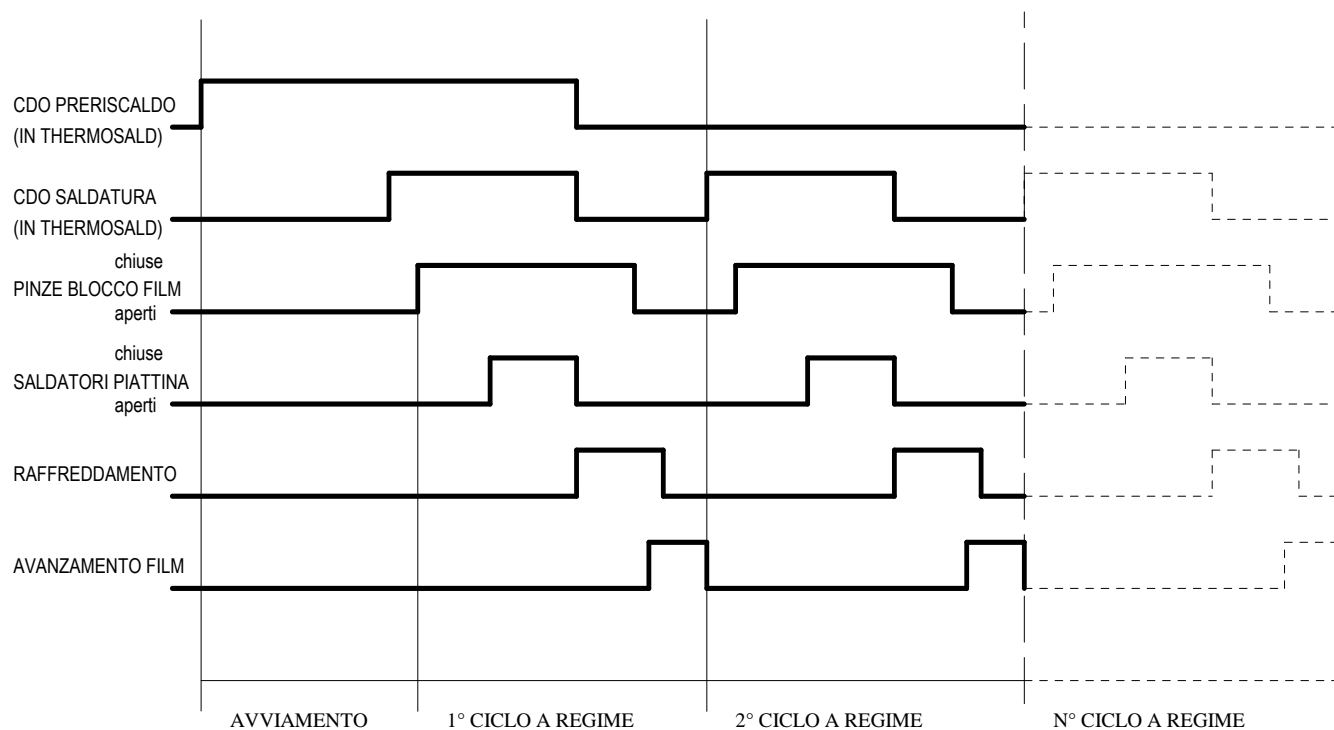 CDO PRERISCALDO
(IN THERMOSALD)
CDO SALDATURA
(IN THERMOSALD)
chiuse
PINZE BLOCCO FILM
aperti
chiuse
SALDATORI PIATTINA
aperti
RAFFREDDAMENTO
AVANZAMENTO FILM
AVVIAMENTO 1° CICLO A REGIME 2° CICLO A REGIME N° CICLO A REGIME